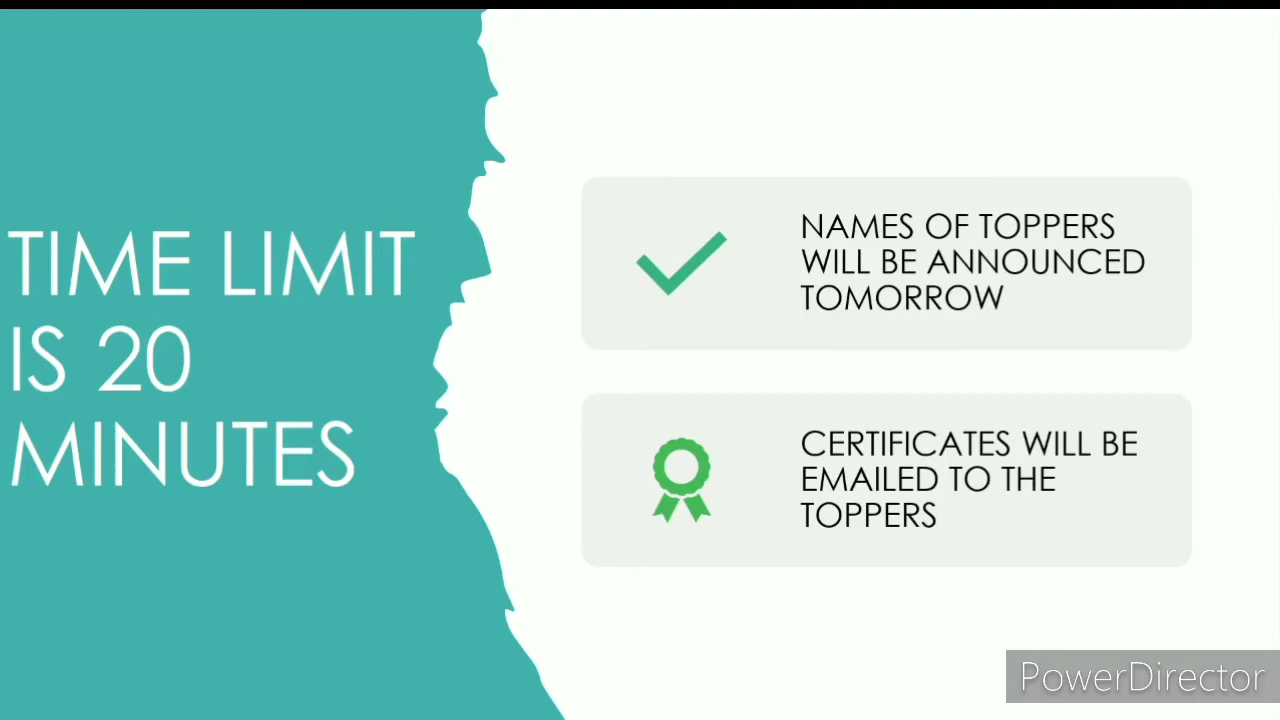 TIME LIMIT
IS 20
MINUTES
NAMES OF TOPPERS
WILL BE ANNOUNCED
TOMORROW
CERTIFICATES WILL BE
EMAILED TO THE
TOPPERS
PowerDirector